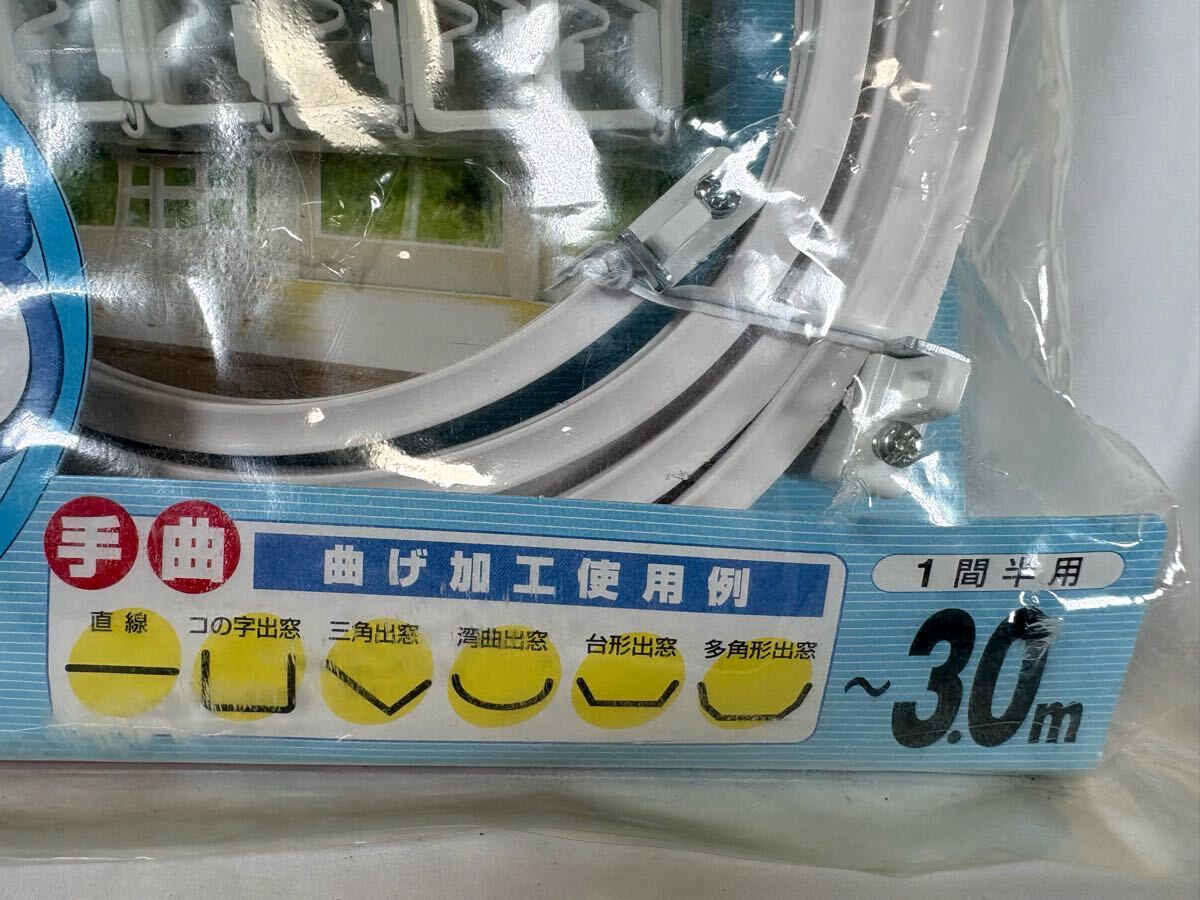 手曲
曲げ加工使用例
直線
コの字出窓
三角出窓
湾曲出窓
台形出窓
多角形出窓
1間半用
~3.0m